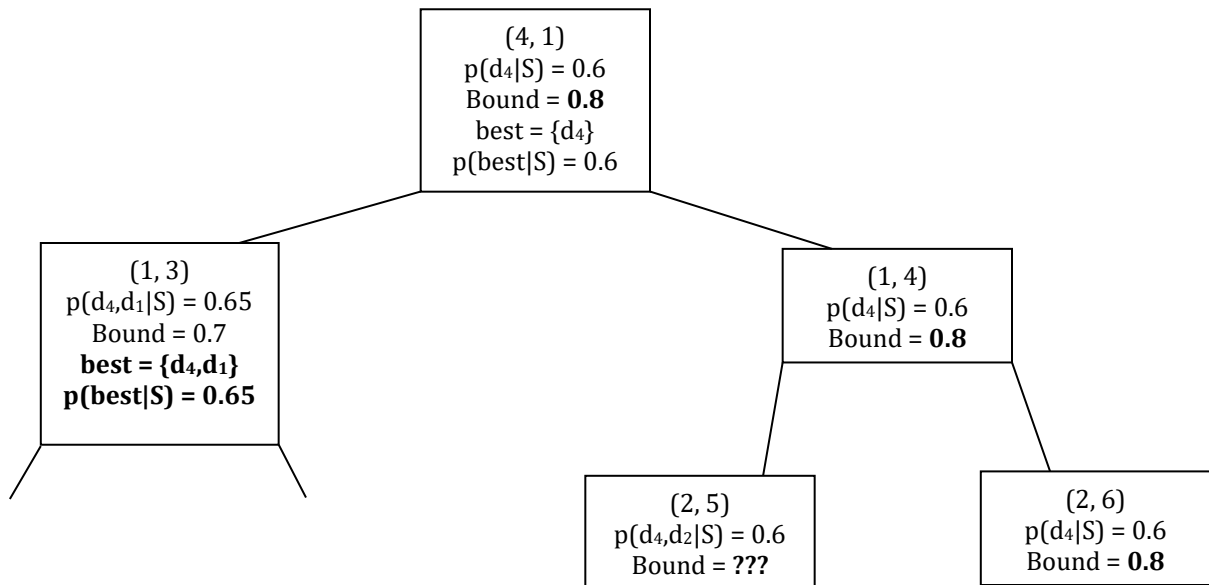 (4, 1)
p(d₄|S) = 0.6
Bound = 0.8
best = {d₄}
p(best|S) = 0.6
(1, 3)
p(d₄,d₁|S) = 0.65
Bound = 0.7
best = {d₄,d₁}
p(best|S) = 0.65
(1, 4)
p(d₄|S) = 0.6
Bound = 0.8
(2, 5)
p(d₄,d₂|S) = 0.6
Bound = ???
(2, 6)
p(d₄|S) = 0.6
Bound = 0.8